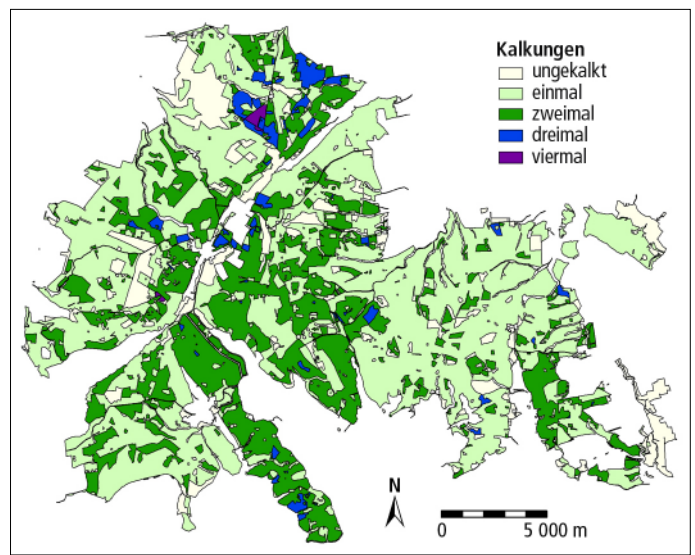 Kalkungen
ungekalkt
einmal
zweimal
dreimal
viermal
N
0 5 000 m